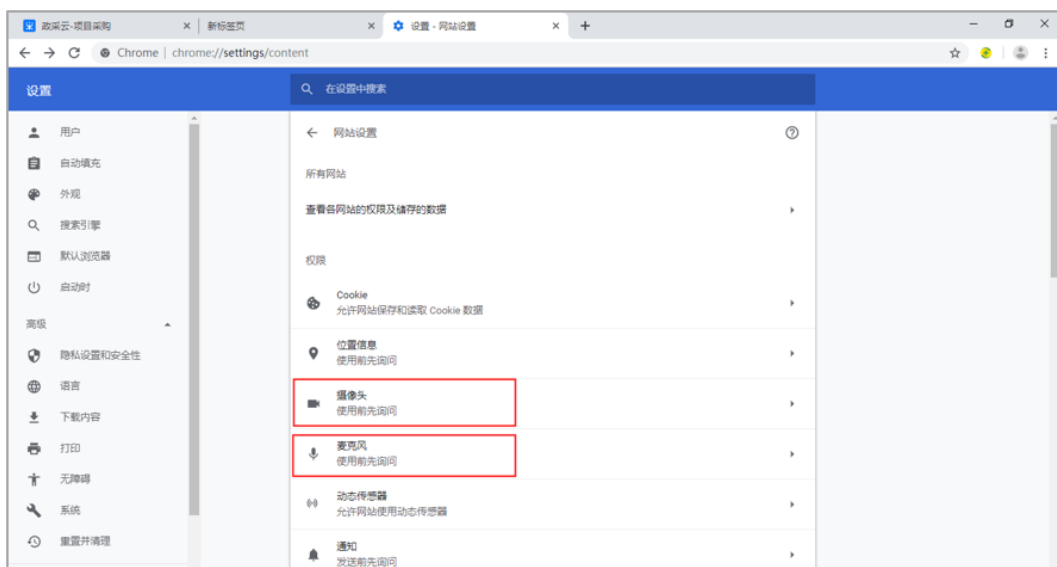 政采云-项目采购
新标签页
设置 - 网站设置
Chrome | chrome://settings/content
设置
在设置中搜索
用户
自动填充
外观
搜索引擎
默认浏览器
启动时
高级
隐私设置和安全性
语言
下载内容
打印
无障碍
系统
重置并清理
网站设置
所有网站
查看各网站的权限及储存的数据
权限
Cookie
允许网站保存和读取 Cookie 数据
位置信息
使用前先询问
摄像头
使用前先询问
麦克风
使用前先询问
动态传感器
允许网站使用动态传感器
通知
发送前先询问